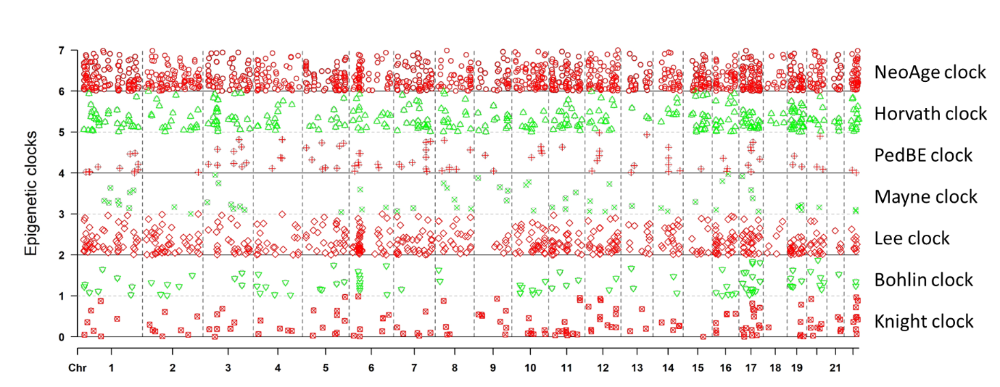 7
NeoAge clock
6
Horvath clock
5
PedBE clock
4
Mayne clock
3
Lee clock
2
Bohlin clock
1
Knight clock
0
Epigenetic clocks
Chr 1 2 3 4 5 6 7 8 9 10 11 12 13 14 15 16 17 18 19 21